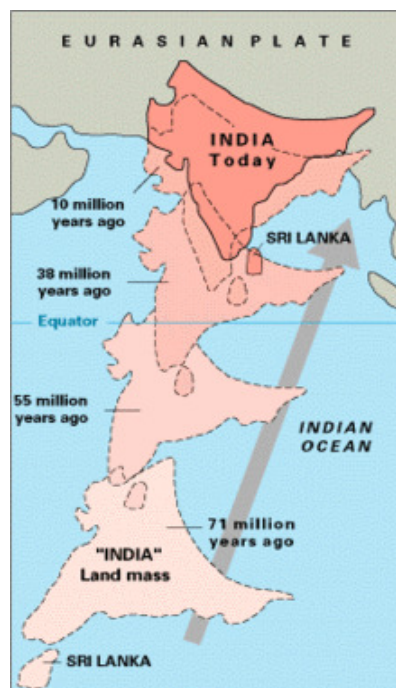 EURASIAN PLATE
INDIA
Today
10 million
years ago
SRI LANKA
38 million
years ago
Equator
55 million
years ago
INDIAN
OCEAN
71 million
years ago
"INDIA"
Land mass
SRI LANKA